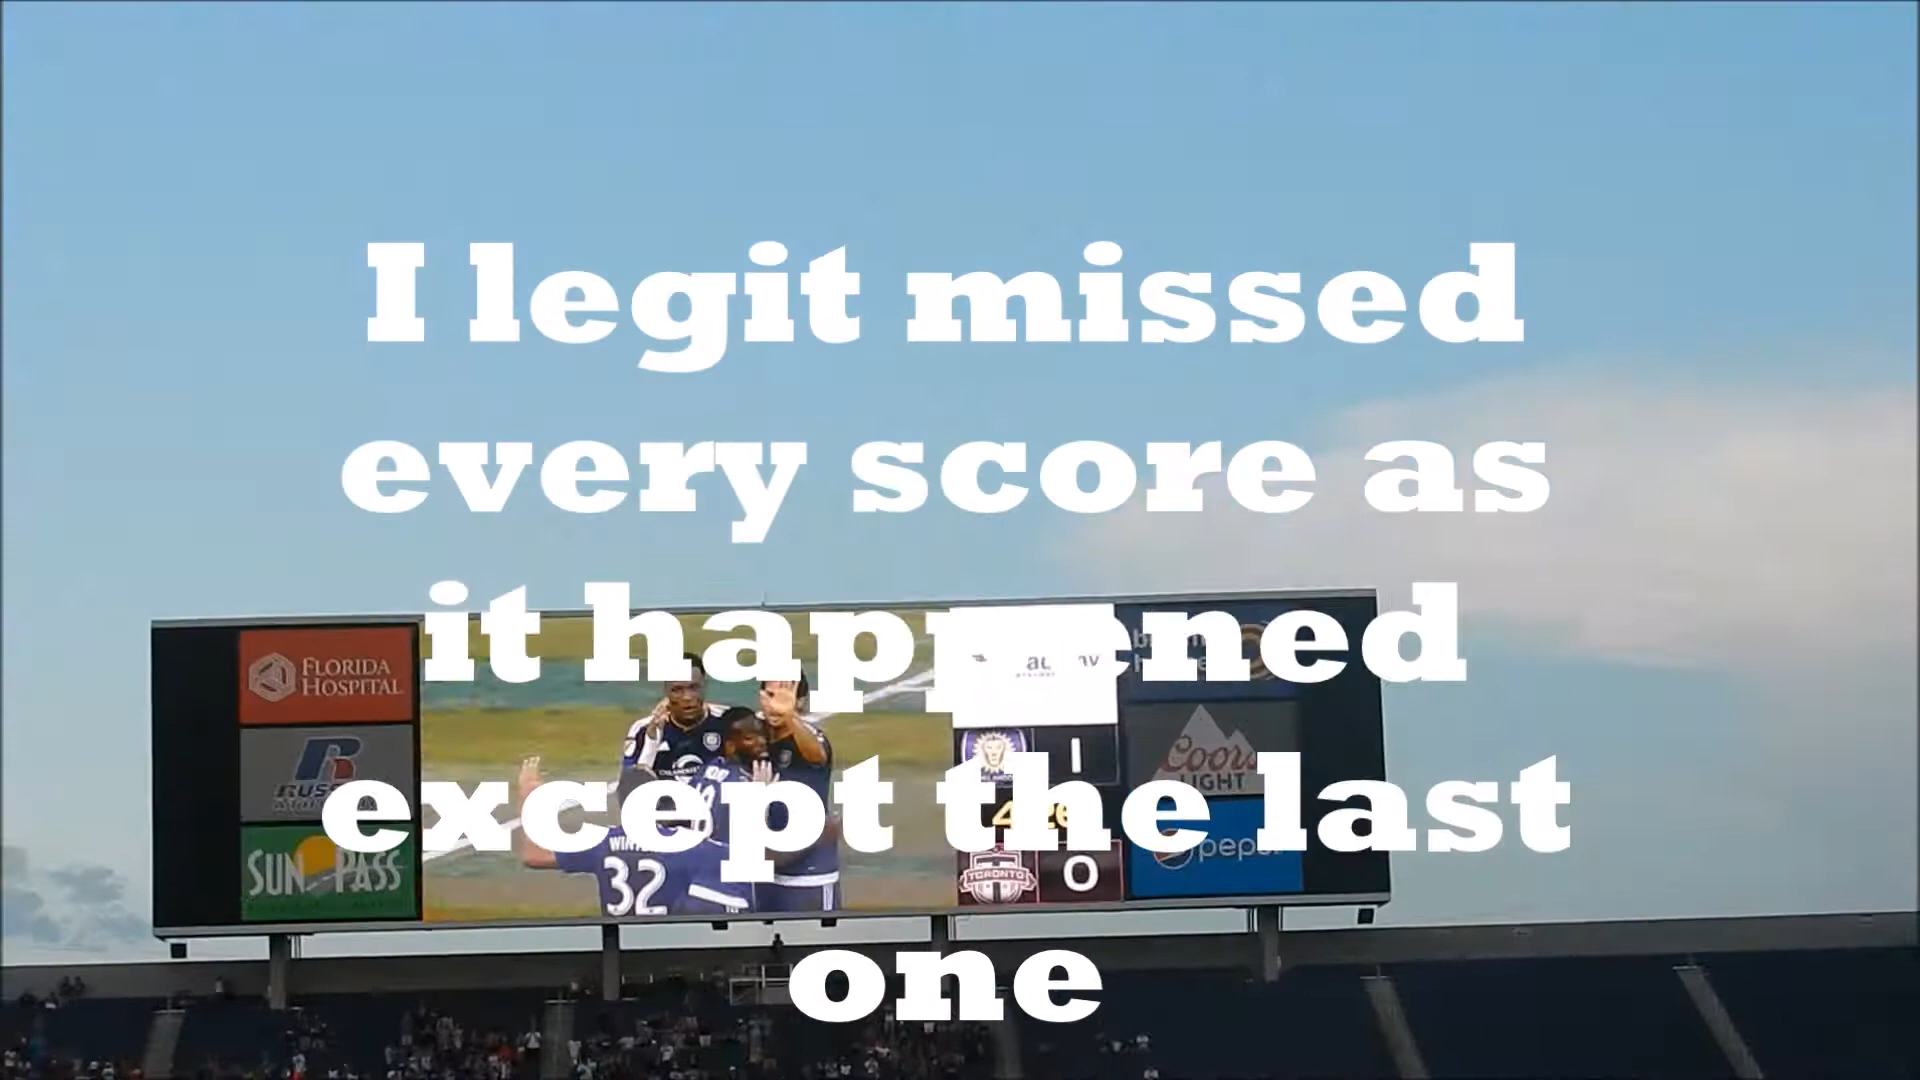 I legit missed
every score as
it happened
except the last
one
FLORIDA
HOSPITAL
R
SUN PASS
32
1
TORONTO
0
Coors
LIGHT
pepsi